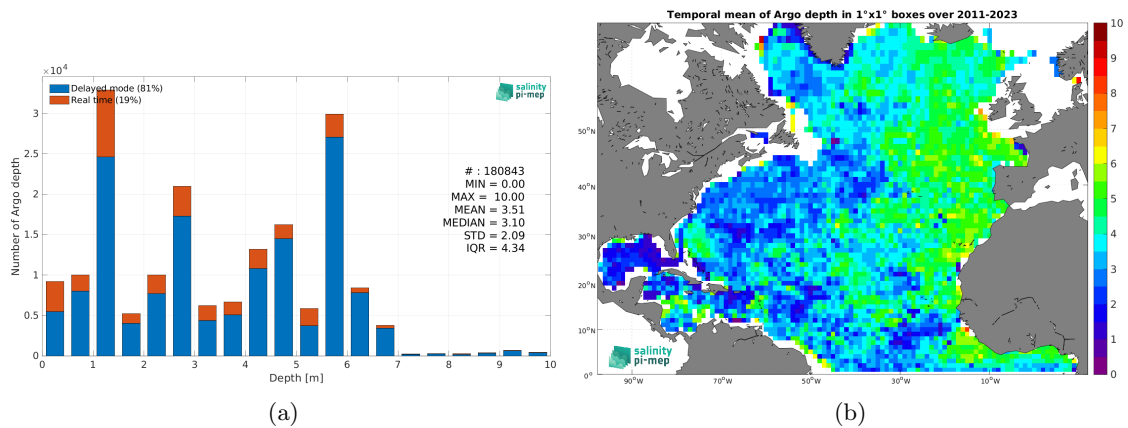 ×10⁴
Delayed mode (81%)
Real time (19%)
salinity
pi-mep
# : 180843
MIN = 0.00
MAX = 10.00
MEAN = 3.51
MEDIAN = 3.10
STD = 2.09
IQR = 4.34
Number of Argo depth
3
2.5
2
1.5
1
0.5
0
0 1 2 3 4 5 6 7 8 9 10
Depth [m]
(a)
Temporal mean of Argo depth in 1°x1° boxes over 2011-2023
50°N
40°N
30°N
20°N
10°N
0°
90°W 70°W 50°W 30°W 10°W
salinity
pi-mep
10
9
8
7
6
5
4
3
2
1
0
(b)